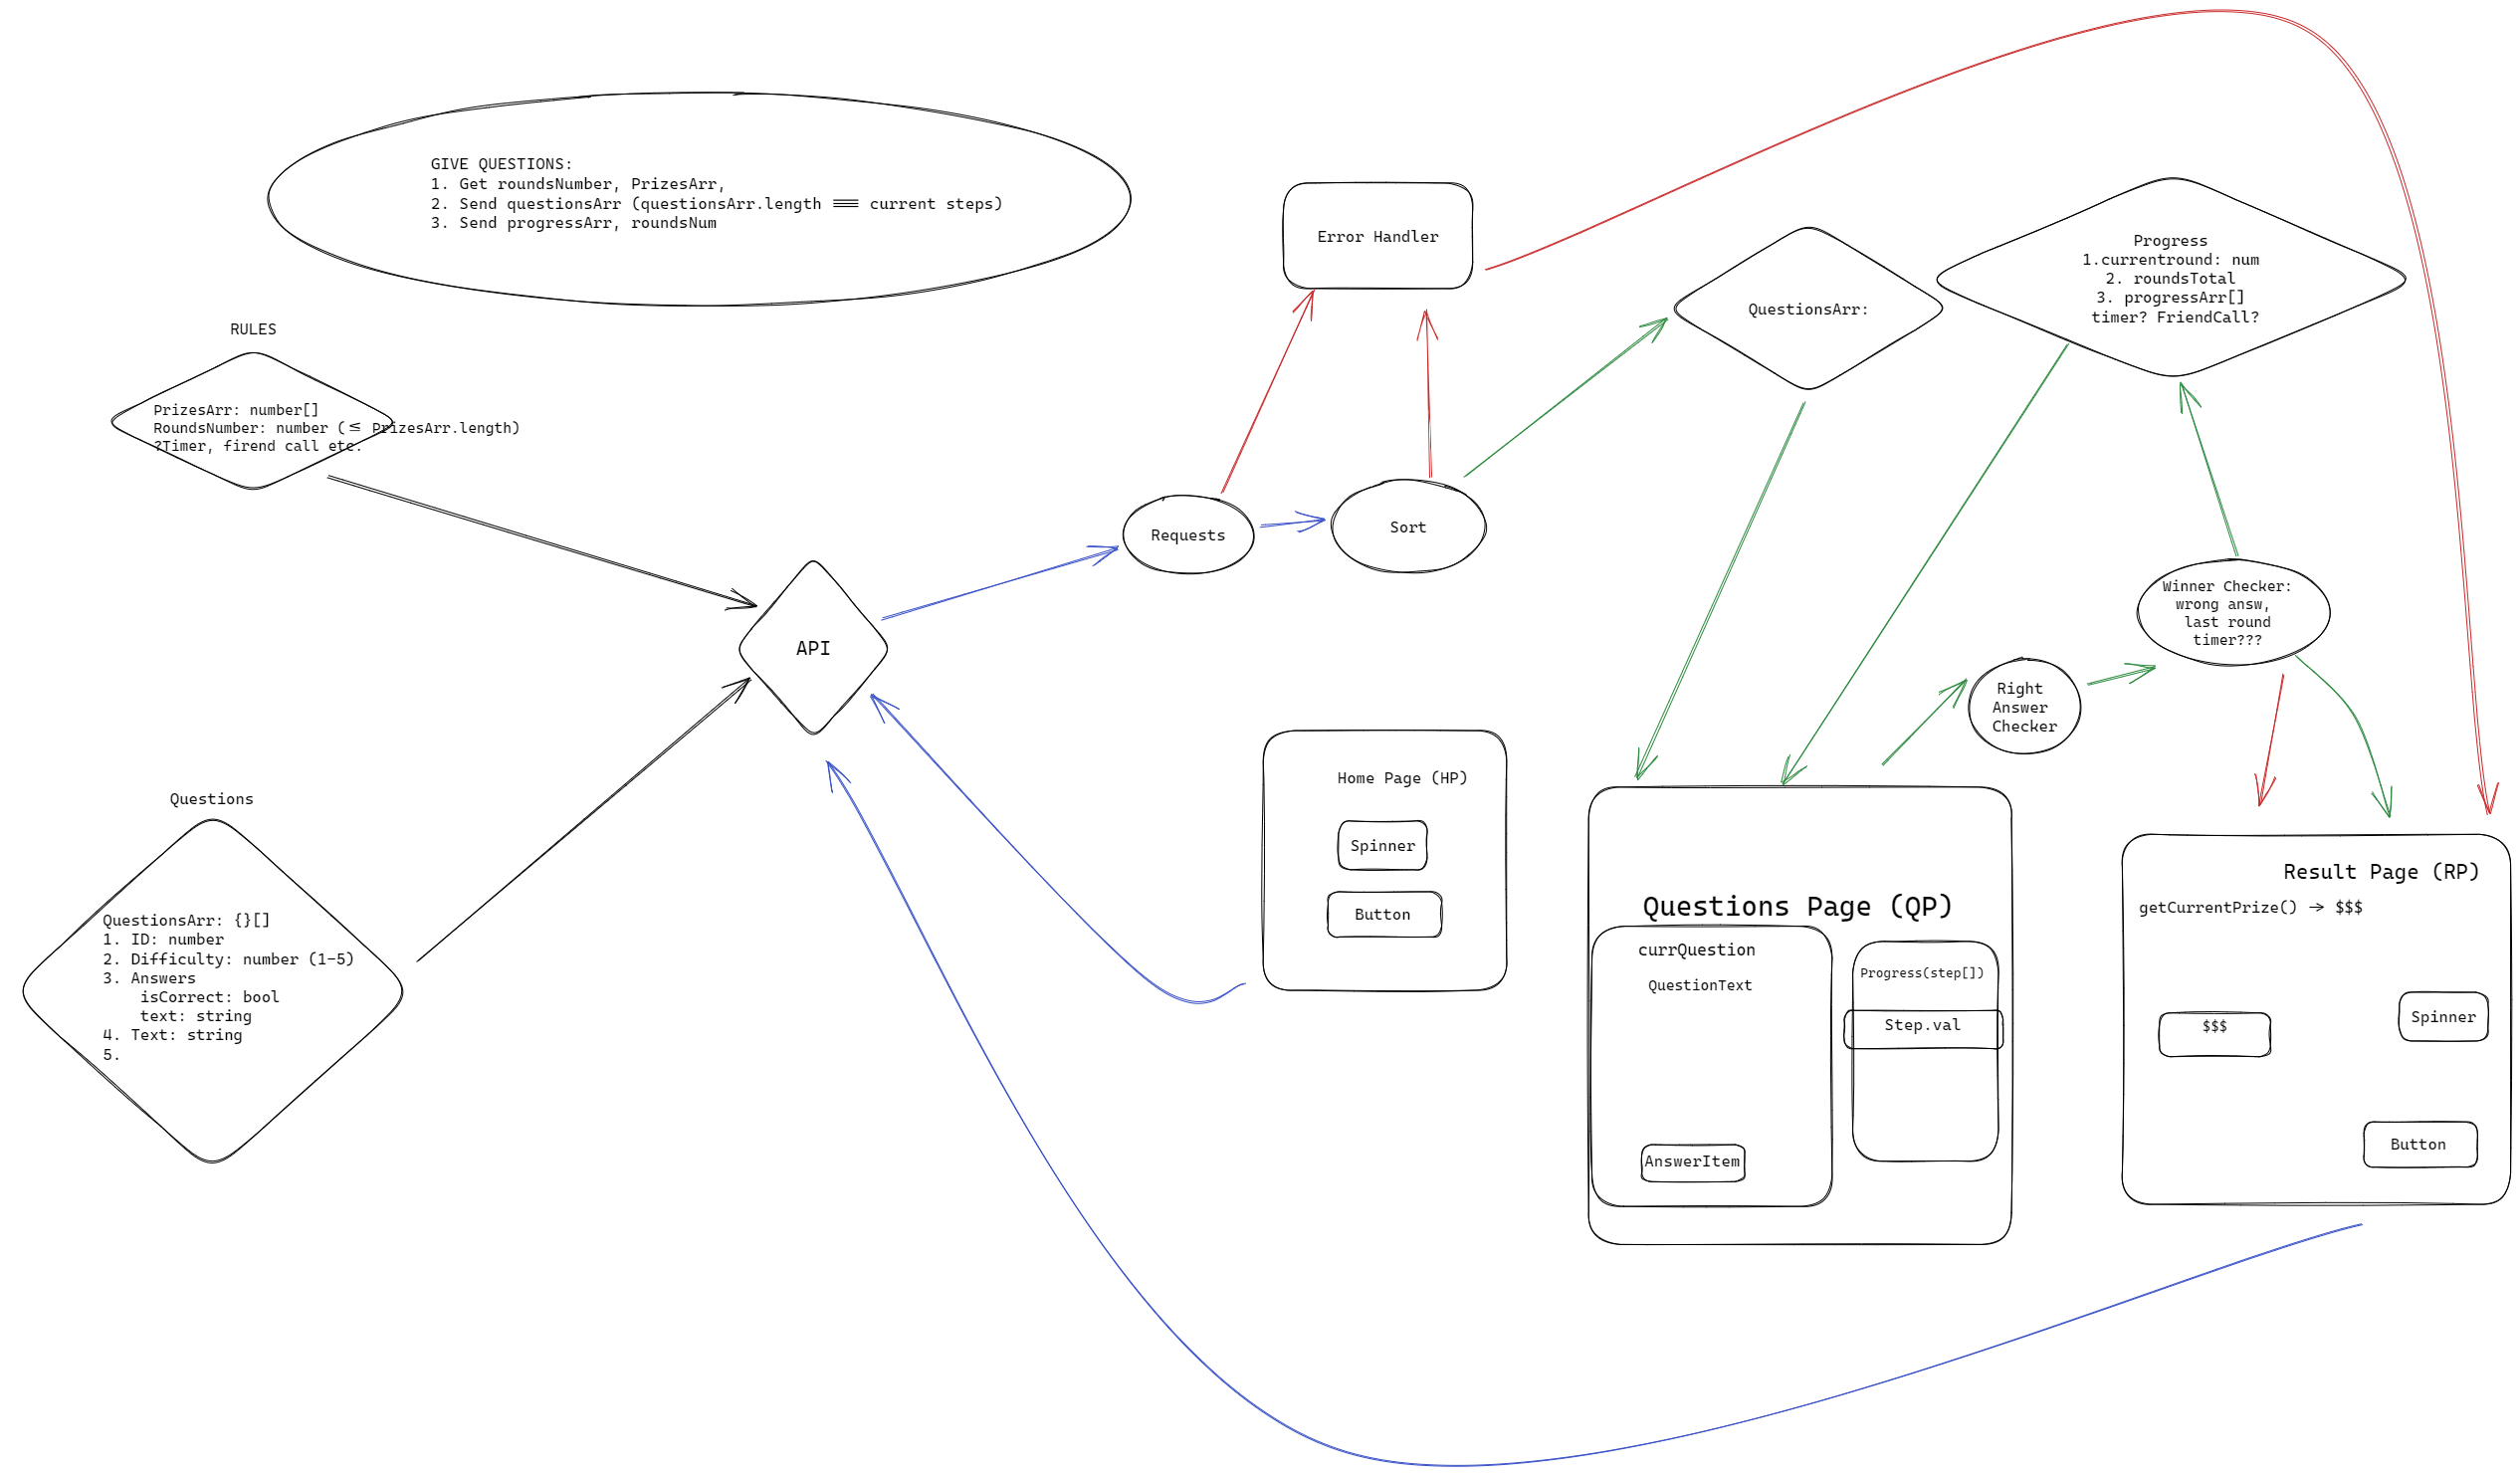 GIVE QUESTIONS:
1. Get roundsNumber, PrizesArr,
2. Send questionsArr (questionsArr.length === current steps)
3. Send progressArr, roundsNum
RULES
PrizesArr: number[]
RoundsNumber: number (<= PrizesArr.length)
?Timer, firend call etc.
API
Questions
QuestionsArr: {}[]
1. ID: number
2. Difficulty: number (1-5)
3. Answers
isCorrect: bool
text: string
4. Text: string
5.
Error Handler
Requests
Sort
QuestionsArr:
Progress
1.currentround: num
2. roundsTotal
3. progressArr[]
timer? FriendCall?
Winner Checker:
wrong answ,
last round
timer???
Right
Answer
Checker
Home Page (HP)
Spinner
Button
Questions Page (QP)
currQuestion
QuestionText
AnswerItem
Progress(step[])
Step.val
Result Page (RP)
getCurrentPrize() -> $$$
$$$
Spinner
Button